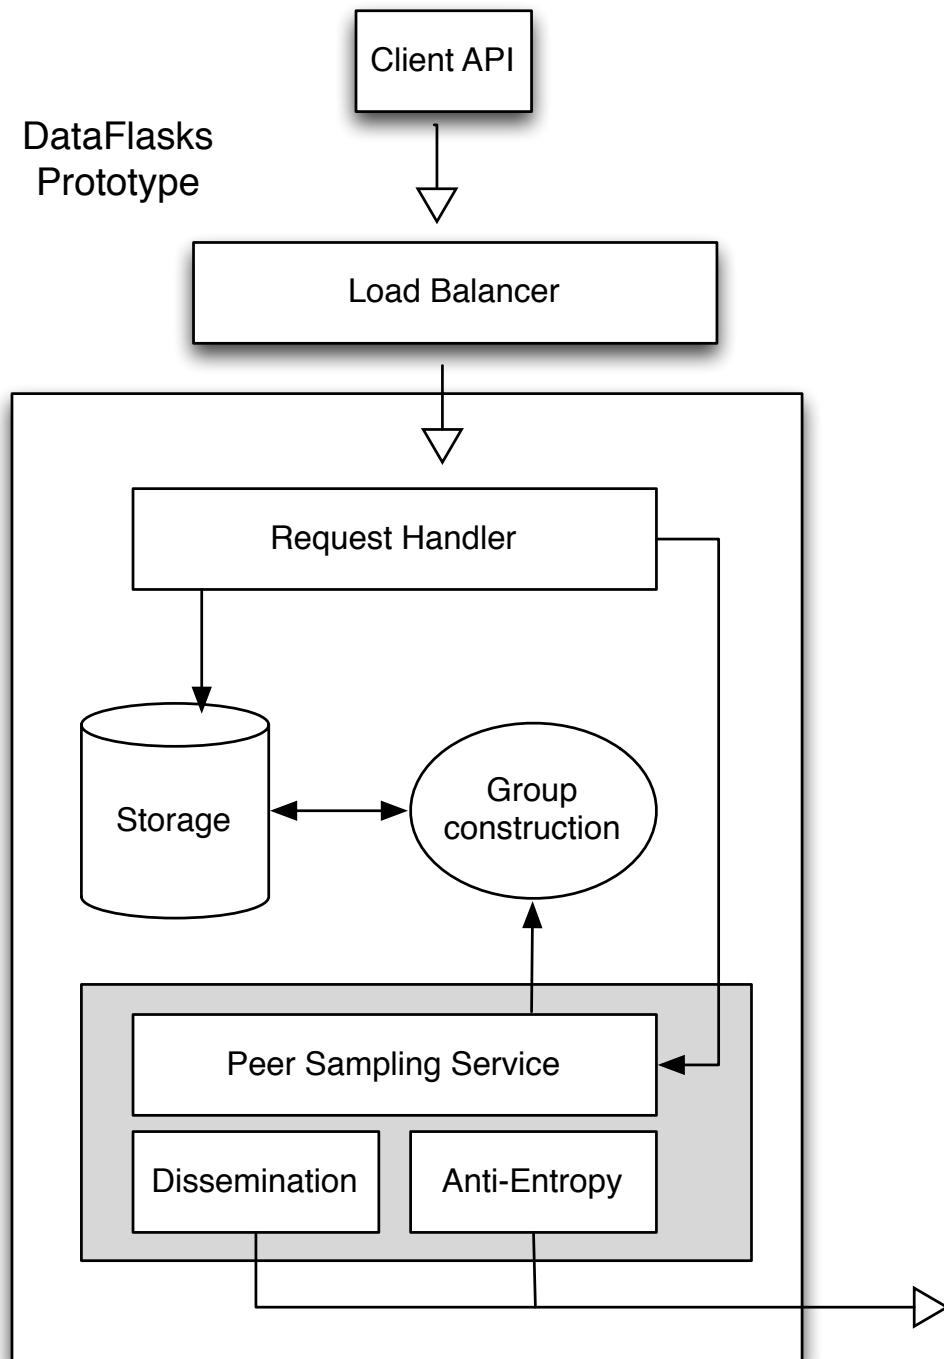 Client API
DataFlasks
Prototype
Load Balancer
Request Handler
Storage
Group
construction
Peer Sampling Service
Dissemination
Anti-Entropy